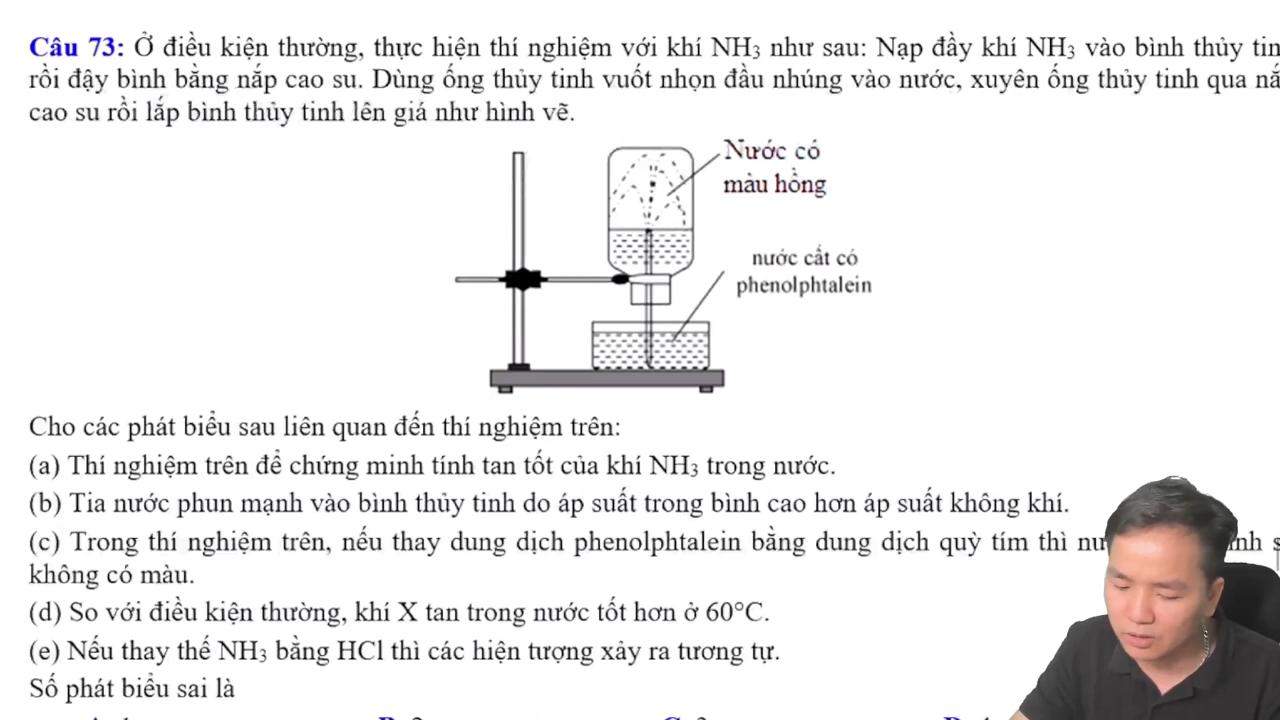 Câu 73: Ở điều kiện thường, thực hiện thí nghiệm với khí NH₃ như sau: Nạp đầy khí NH₃ vào bình thủy
rồi đậy bình bằng nắp cao su. Dùng ống thủy tinh vuốt nhọn đầu nhúng vào nước, xuyên ống thủy tinh qua
cao su rồi lắp bình thủy tinh lên giá như hình vẽ.
Nước có
màu hồng
nước cất có
phenolphtalein
Cho các phát biểu sau liên quan đến thí nghiệm trên:
(a) Thí nghiệm trên để chứng minh tính tan tốt của khí NH₃ trong nước.
(b) Tia nước phun mạnh vào bình thủy tinh do áp suất trong bình cao hơn áp suất không khí.
(c) Trong thí nghiệm trên, nếu thay dung dịch phenolphtalein bằng dung dịch quỳ tím thì
không có màu.
(d) So với điều kiện thường, khí X tan trong nước tốt hơn ở 60°C.
(e) Nếu thay thế NH₃ bằng HCl thì các hiện tượng xảy ra tương tự.
Số phát biểu sai là